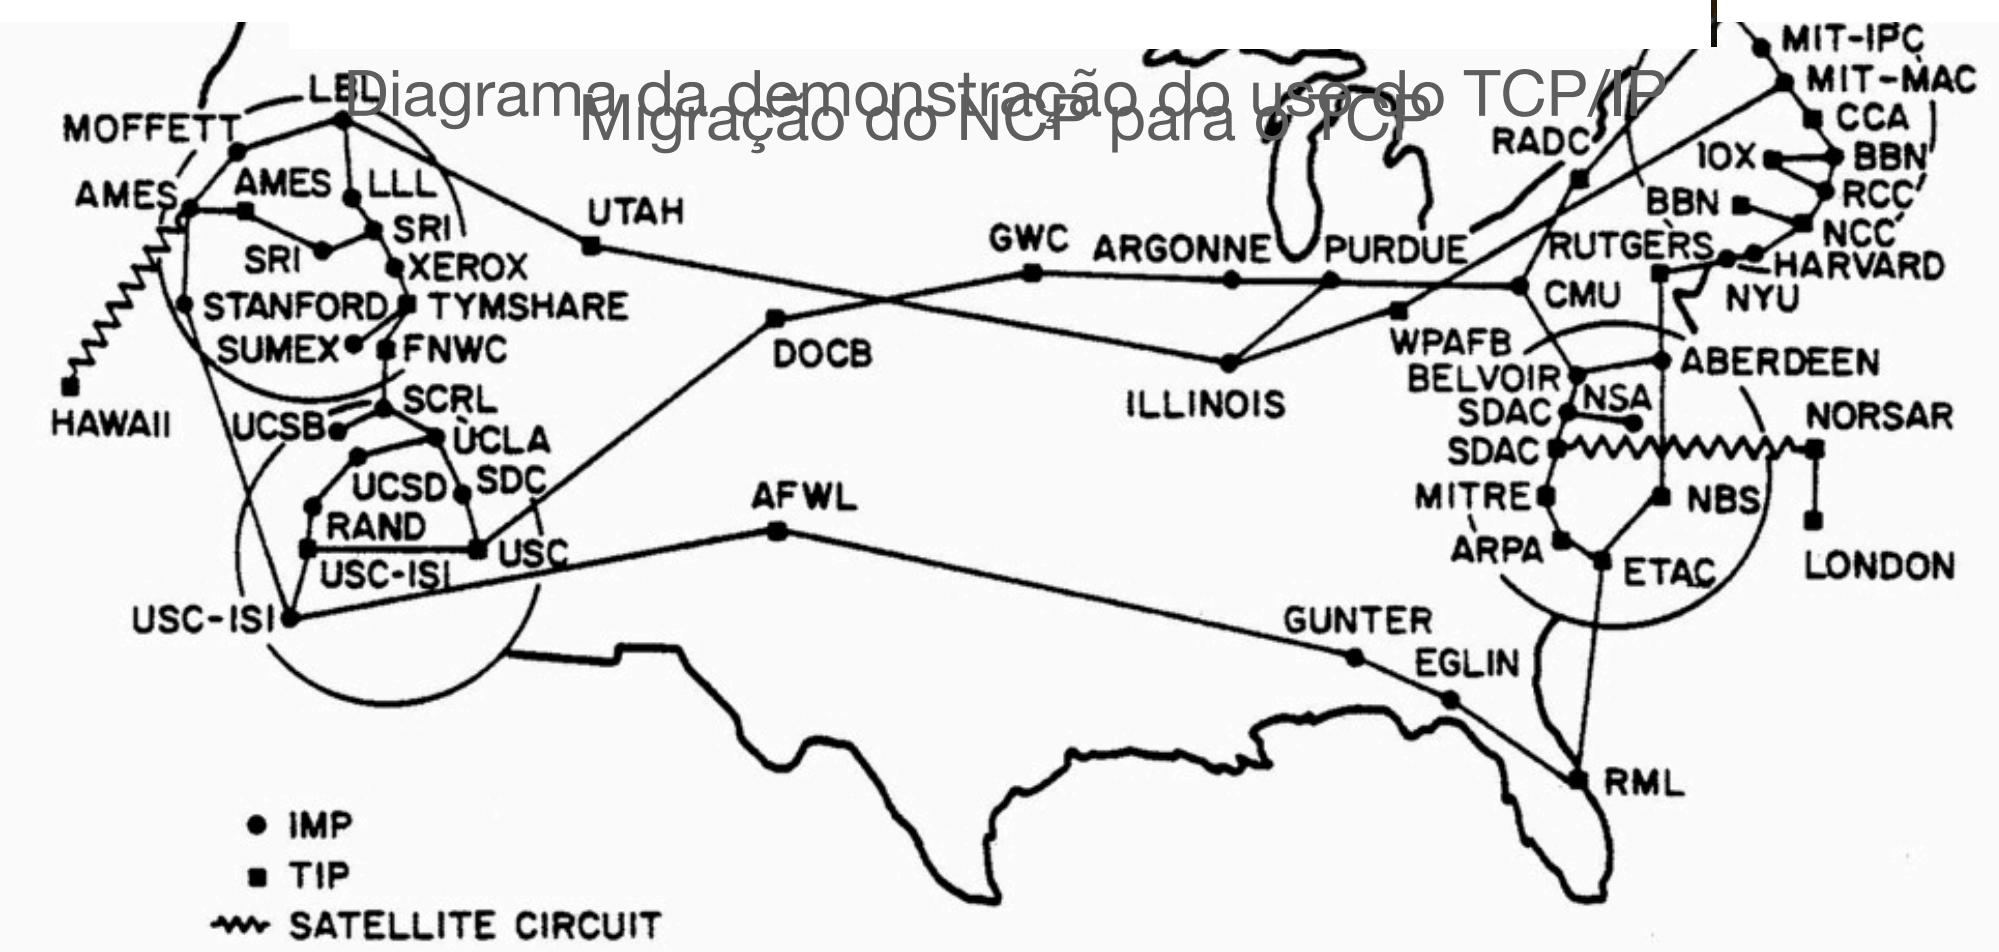 Diagrama da demonstração do uso do TCP/IP
Migração do NCP para o TCP
MIT-IPC
MIT-MAC
LBL
MOFFETT
CCA
RADC
10X
BBN
AMES
AMES
LLL
RCC
BBN
UTAH
SRI
NCC
GWC
ARGONNE
PURDUE
RUTGERS
SRI
XEROX
HARVARD
STANFORD
TYMSHARE
CMU
NYU
SUMEX
FNWC
DOCB
WPAFB
ABERDEEN
BELVOIR
HAWAII
SCRL
ILLINOIS
SDAC
NSA
NORSAR
UCSB
UCLA
SDAC
UCSD
SDC
AFWL
MITRE
NBS
RAND
USC
ARPA
LONDON
USC-ISI
ETAC
USC-ISI
GUNTER
EGLIN
RML
IMP
TIP
SATELLITE CIRCUIT